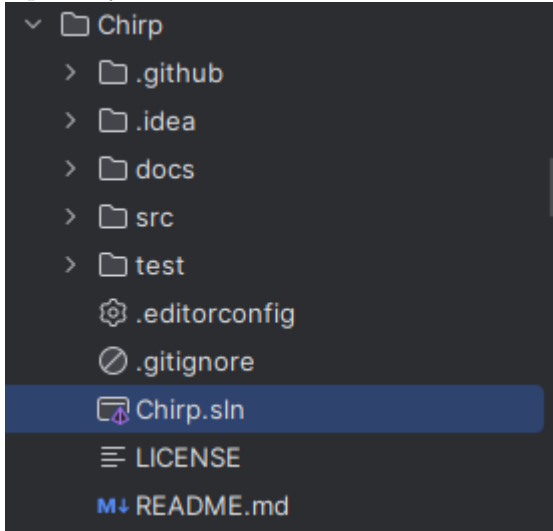 Chirp
.github
.idea
docs
src
test
.editorconfig
.gitignore
Chirp.sln
LICENSE
M↓ README.md